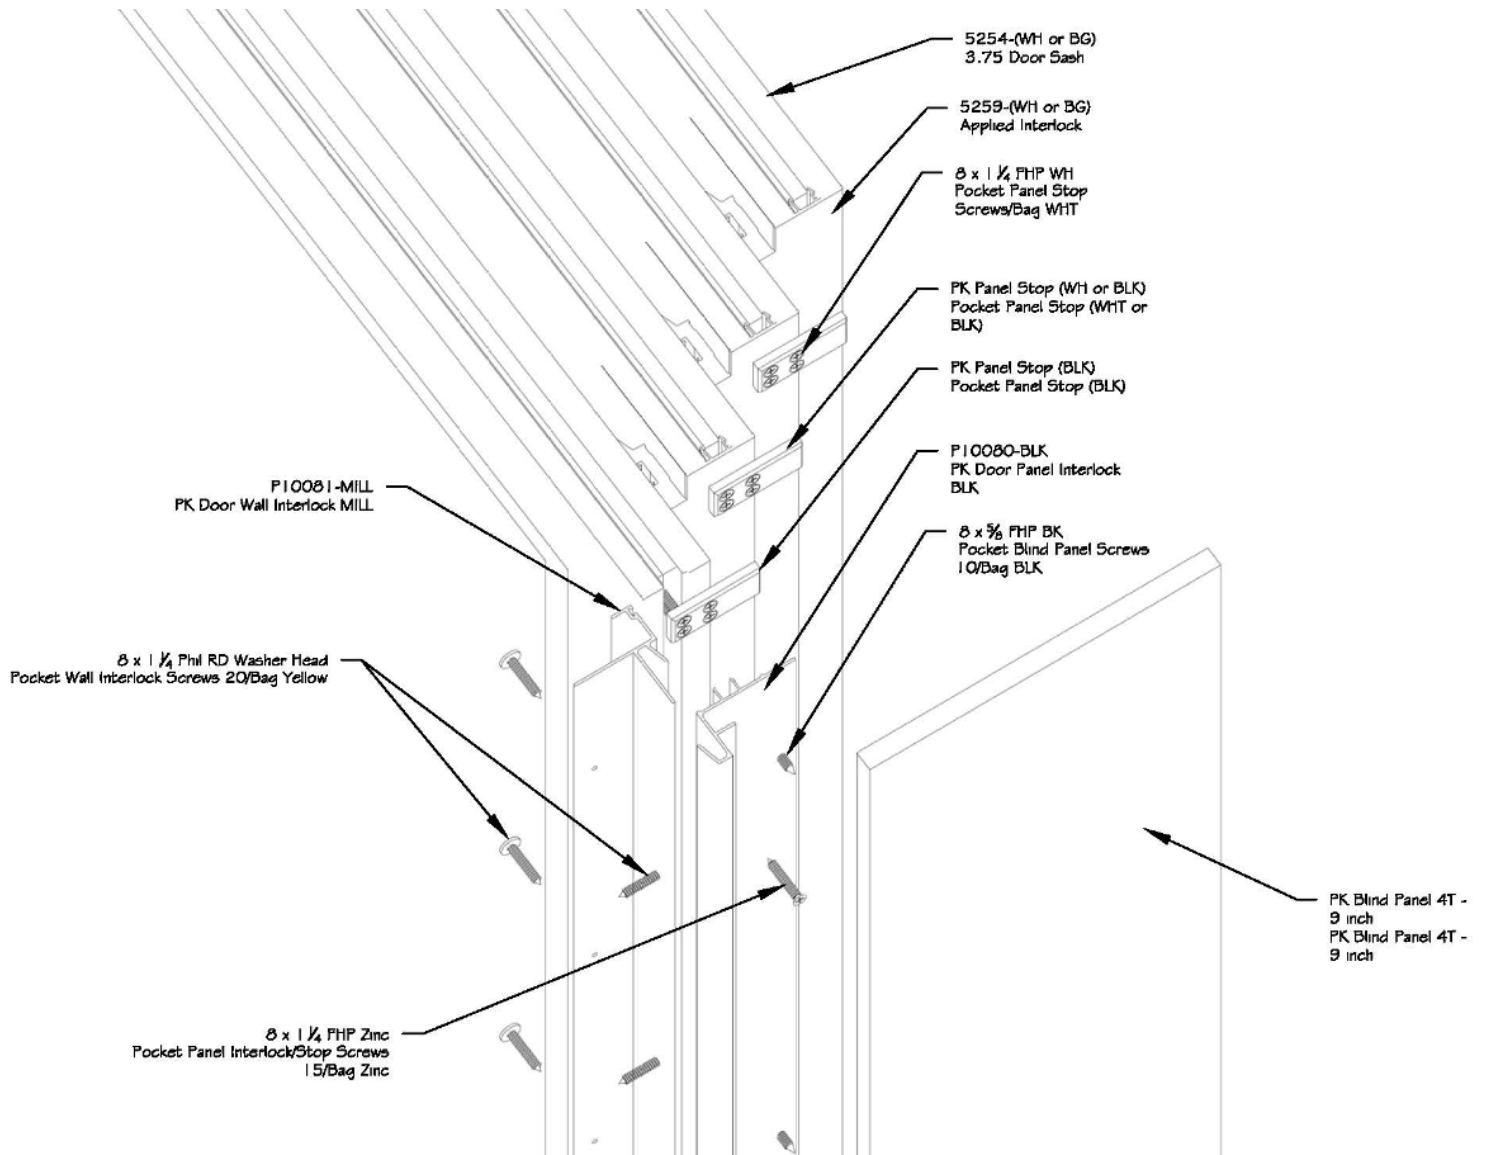 5254-(WH or BG)
3.75 Door Sash
5259-(WH or BG)
Applied Interlock
8 x 1 ¼ FHP WH
Pocket Panel Stop
Screws/Bag WHT
PK Panel Stop (WH or BLK)
Pocket Panel Stop (WHT or
BLK)
PK Panel Stop (BLK)
Pocket Panel Stop (BLK)
P10080-BLK
PK Door Panel Interlock
BLK
8 x ⅝ FHP BK
Pocket Blind Panel Screws
10/Bag BLK
P10081-MILL
PK Door Wall Interlock MILL
8 x 1 ¼ Phil RD Washer Head
Pocket Wall Interlock Screws 20/Bag Yellow
PK Blind Panel 4T -
9 inch
PK Blind Panel 4T -
9 inch
8 x 1 ¼ FHP Zinc
Pocket Panel Interlock/Stop Screws
15/Bag Zinc